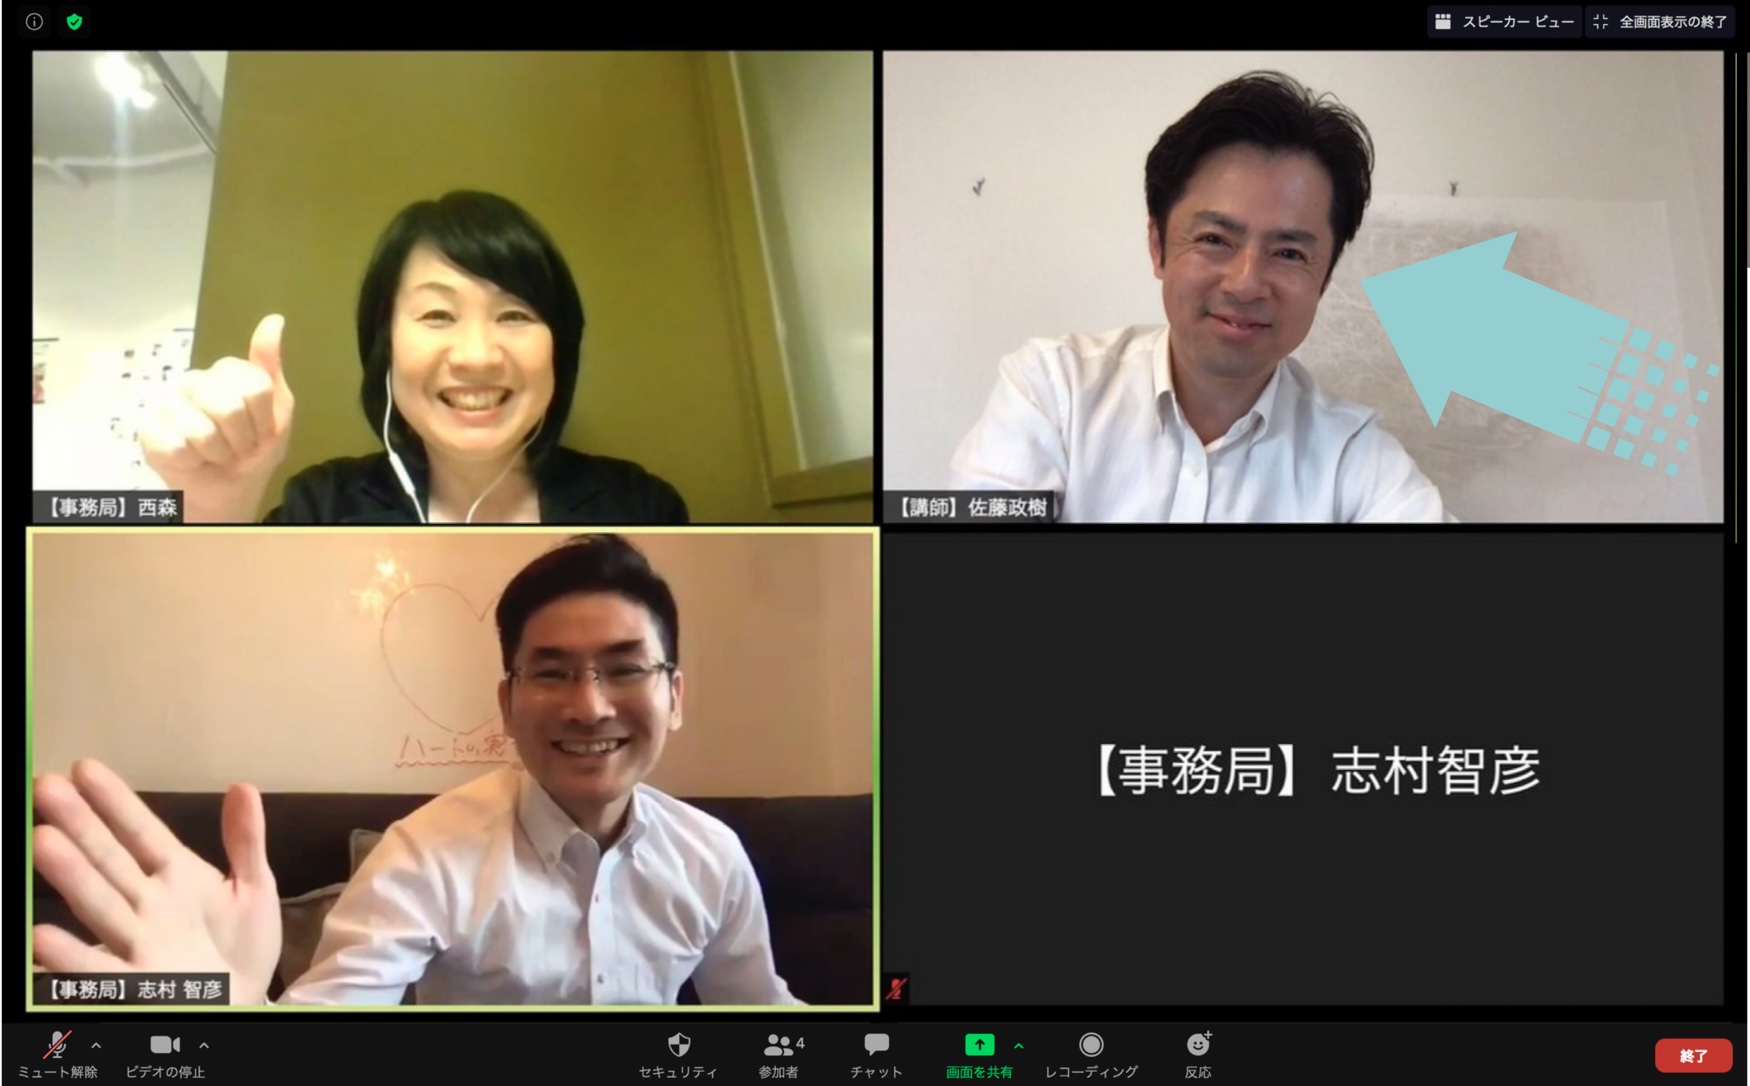 スピーカー ビュー
全画面表示の終了
【事務局】西森
【講師】佐藤政樹
ハートの,実
【事務局】志村 智彦
【事務局】志村智彦
ミュート解除
ビデオの停止
セキュリティ
4
参加者
チャット
画面を共有
レコーディング
反応
終了